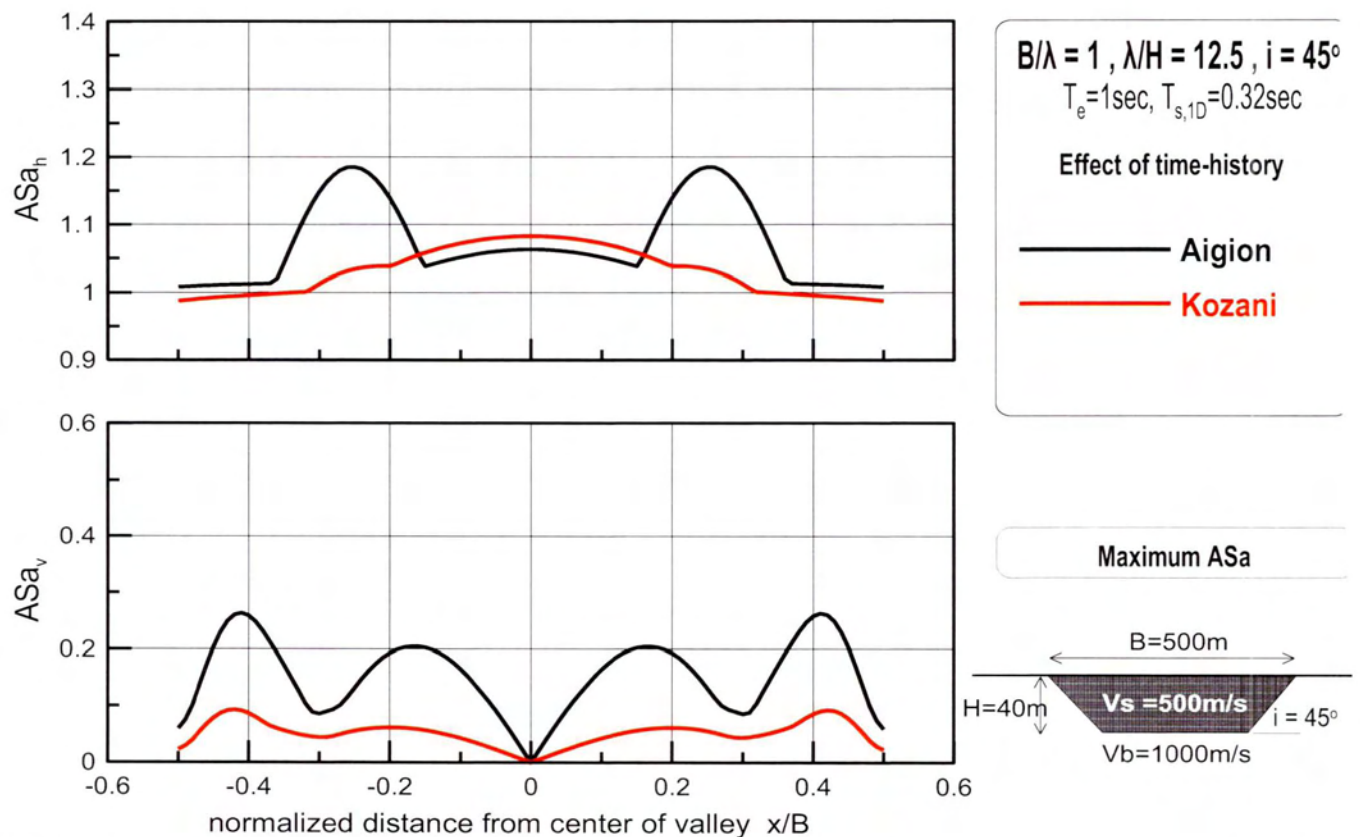 1.4
1.3
1.2
1.1
1
0.9
ASa_h
0.6
0.4
0.2
0
ASa_v
-0.6 -0.4 -0.2 0 0.2 0.4 0.6
normalized distance from center of valley x/B
B/λ = 1 , λ/H = 12.5 , i = 45º
T_e=1sec, T_s,1D=0.32sec
Effect of time-history
Aigion
Kozani
Maximum ASa
B=500m
H=40m
Vs =500m/s
i = 45º
Vb=1000m/s